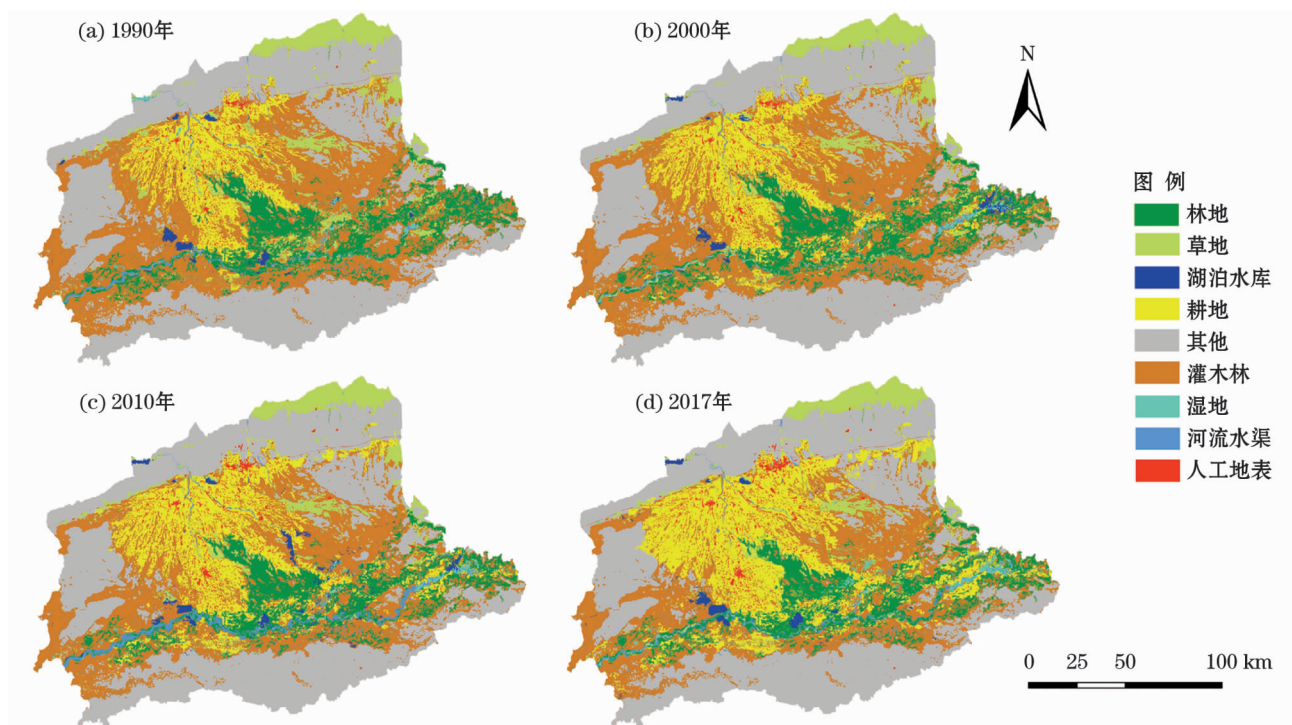 (a) 1990年
(b) 2000年
N
图 例
林地
草地
湖泊水库
耕地
其他
灌木林
湿地
河流水渠
人工地表
(c) 2010年
(d) 2017年
0 25 50 100 km